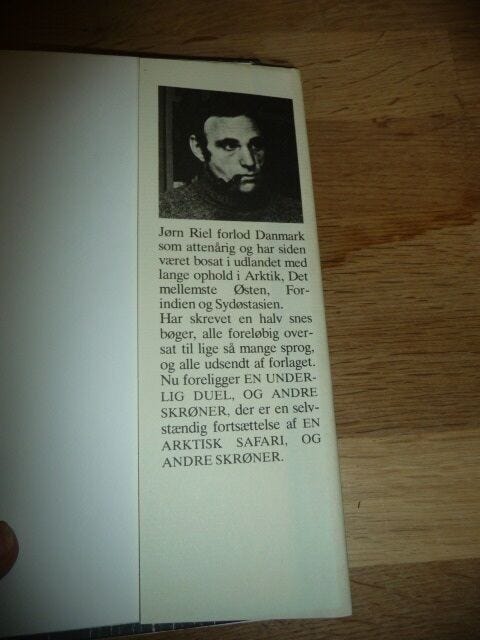 Jørn Riel forlod Danmark
som attenårig og har siden
været bosat i udlandet med
lange ophold i Arktik, Det
mellemste Østen, For-
indien og Sydøstasien.
Har skrevet en halv snes
bøger, alle foreløbig over-
sat til lige så mange sprog,
og alle udsendt af forlaget.
Nu foreligger EN UNDER-
LIG DUEL, OG ANDRE
SKRØNER, der er en selv-
stændig fortsættelse af EN
ARKTISK SAFARI, OG
ANDRE SKRØNER.